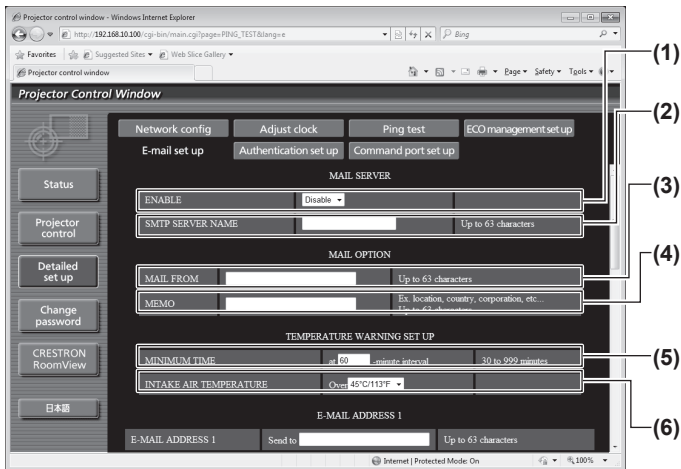 Projector control window - Windows Internet Explorer
http://192.168.10.100/cgi-bin/main.cgi?page=PING_TEST&lang=e
Bing
Favorites Suggested Sites Web Slice Gallery
Projector control window
Page Safety Tools
Projector Control Window
Network config Adjust clock Ping test ECO management set up
E-mail set up Authentication set up Command port set up
Status
Projector control
Detailed set up
Change password
CRESTRON RoomView
日本語
MAIL SERVER
ENABLE Disable
SMTP SERVER NAME Up to 63 characters
MAIL OPTION
MAIL FROM Up to 63 characters
MEMO Ex. location, country, corporation, etc...
Up to 63 characters
TEMPERATURE WARNING SET UP
MINIMUM TIME at 60 -minute interval 30 to 999 minutes
INTAKE AIR TEMPERATURE Over 45°C/113°F
E-MAIL ADDRESS 1
E-MAIL ADDRESS 1 Send to Up to 63 characters
Internet | Protected Mode: On 100%
(1)
(2)
(3)
(4)
(5)
(6)